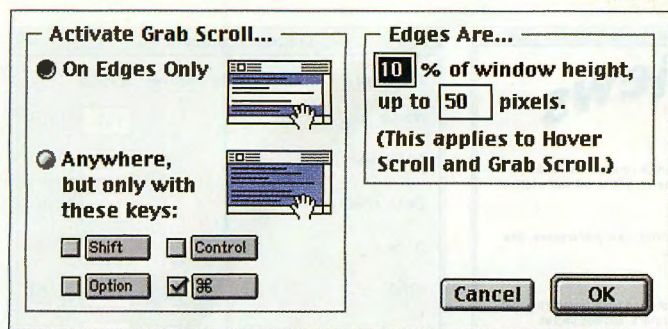 Activate Grab Scroll...
On Edges Only
Anywhere,
but only with
these keys:
Shift
Control
Option
⌘
Edges Are...
10 % of window height,
up to 50 pixels.
(This applies to Hover
Scroll and Grab Scroll.)
Cancel
OK